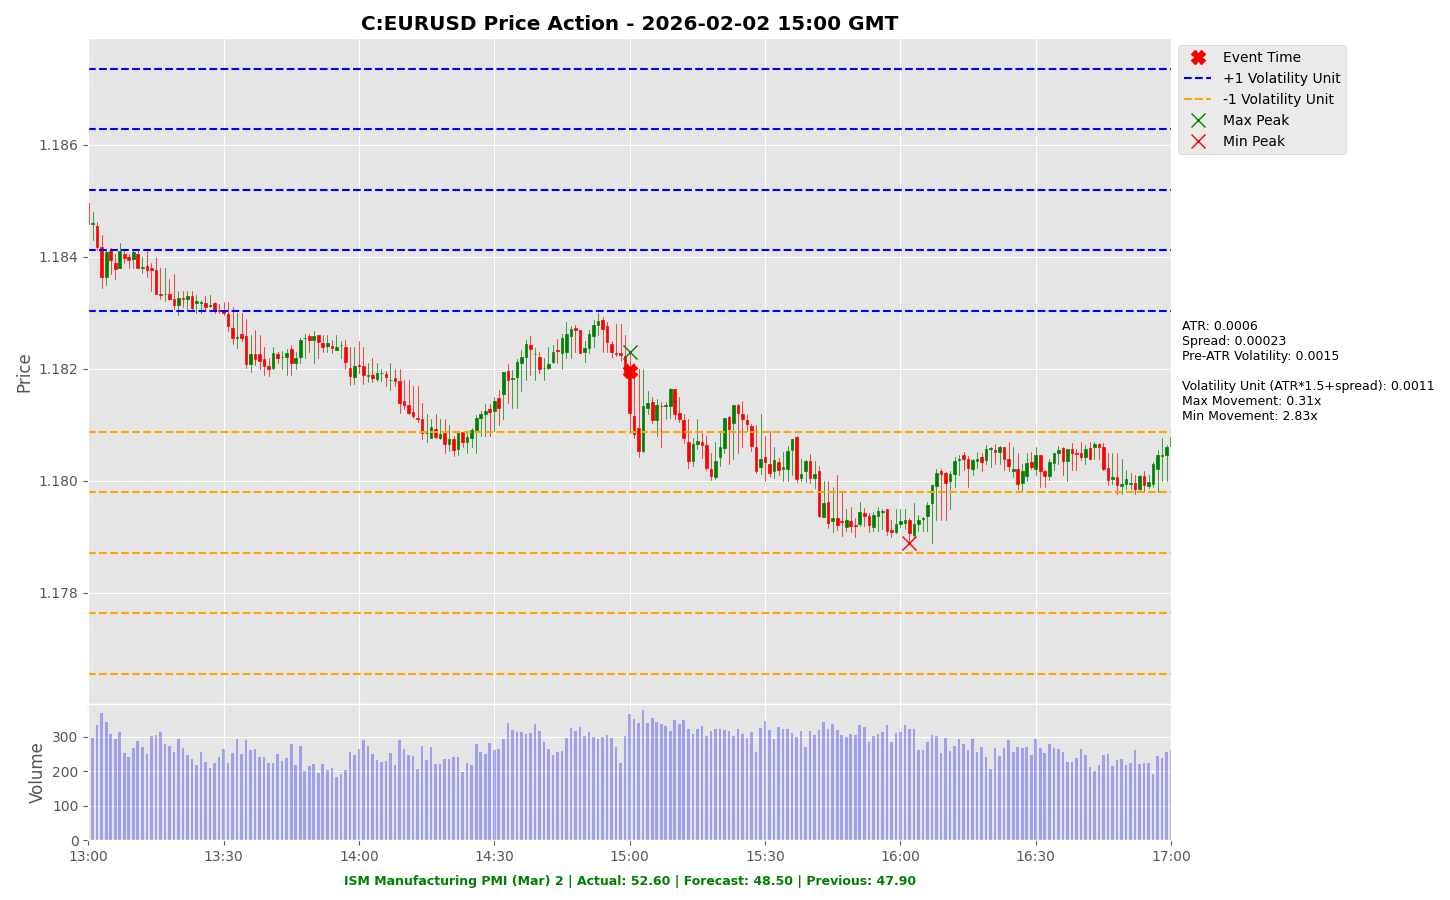 C:EURUSD Price Action - 2026-02-02 15:00 GMT
Event Time
+1 Volatility Unit
-1 Volatility Unit
Max Peak
Min Peak
1.186
1.184
1.182
1.180
1.178
Price
ATR: 0.0006
Spread: 0.00023
Pre-ATR Volatility: 0.0015
Volatility Unit (ATR*1.5+spread): 0.0011
Max Movement: 0.31x
Min Movement: 2.83x
300
200
100
0
Volume
13:00 13:30 14:00 14:30 15:00 15:30 16:00 16:30 17:00
ISM Manufacturing PMI (Mar) 2 | Actual: 52.60 | Forecast: 48.50 | Previous: 47.90